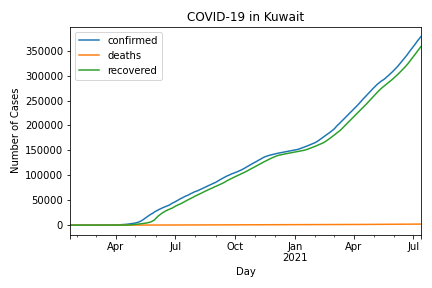 COVID-19 in Kuwait
confirmed
deaths
recovered
Number of Cases
350000
300000
250000
200000
150000
100000
50000
0
Apr
Jul
Oct
Jan
2021
Apr
Jul
Day